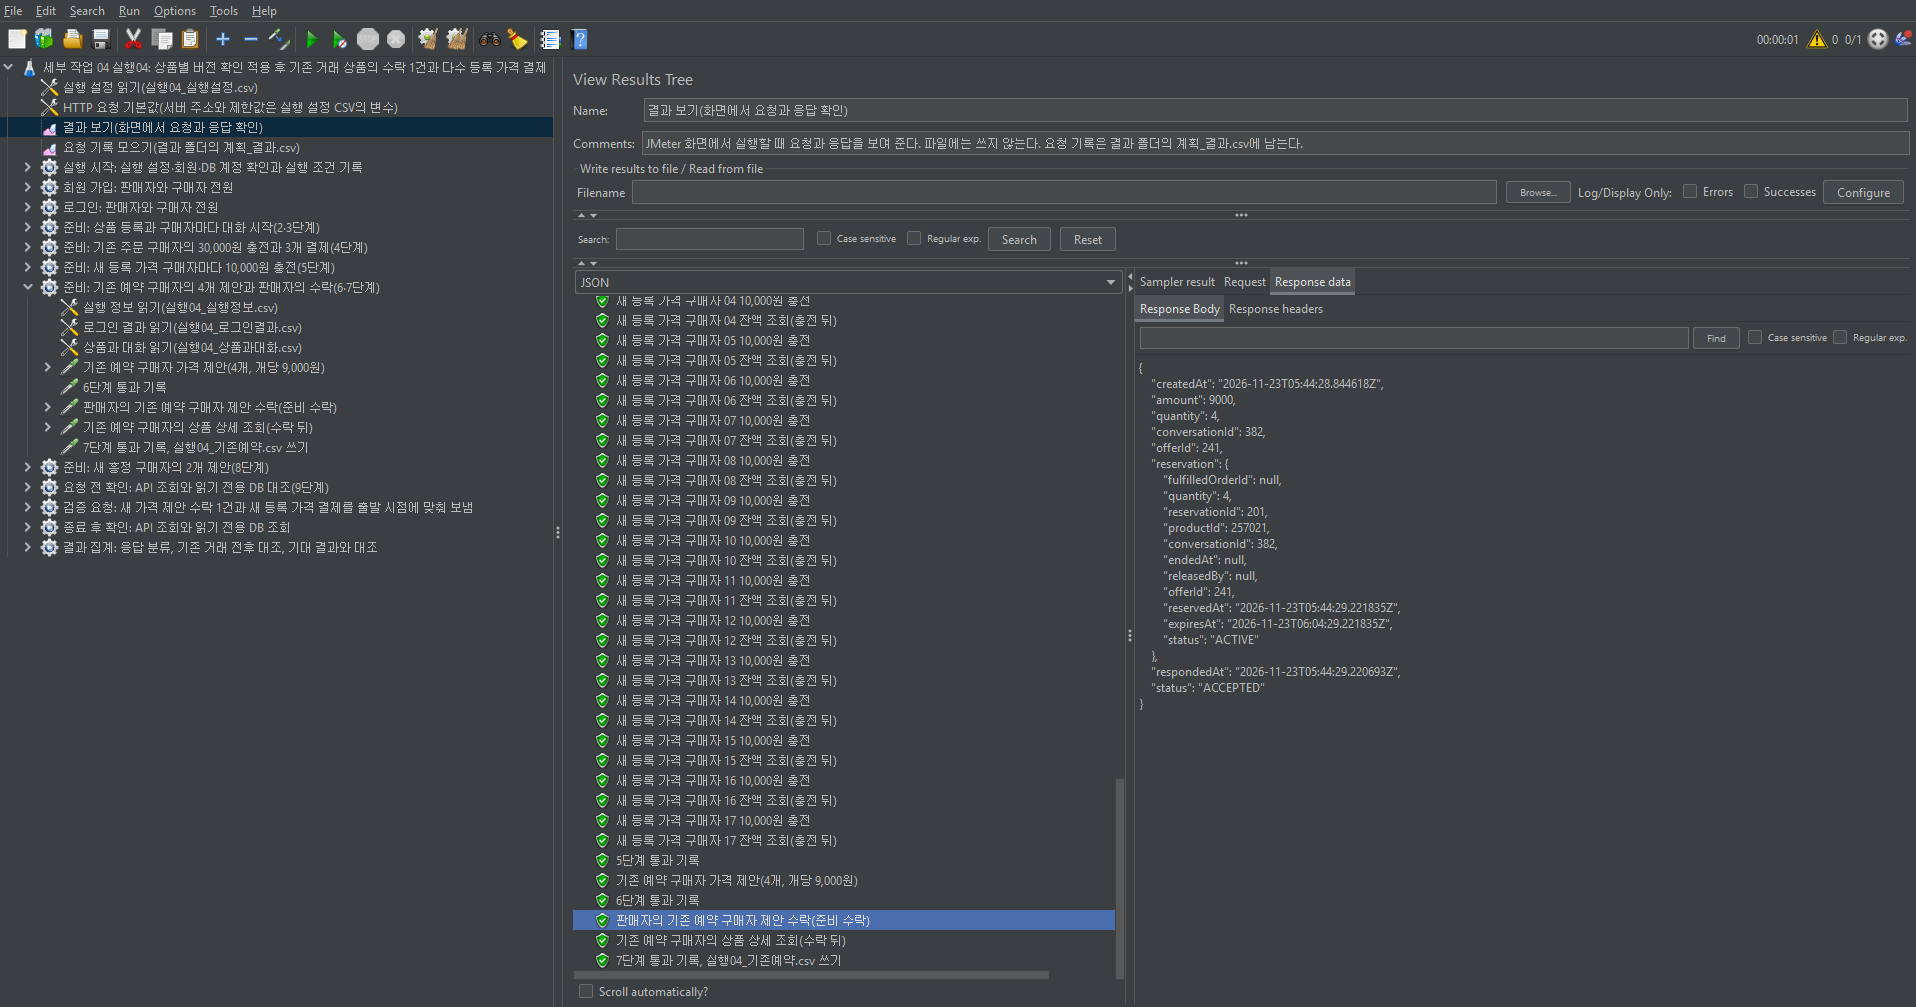 File Edit Search Run Options Tools Help
00:00:01 0 0/1
세부 작업 04 실행04: 상품별 버전 확인 적용 후 기존 거래 상품의 수락 1건과 다수 등록 가격 결제
실행 설정 읽기(실행04_실행설정.csv)
HTTP 요청 기본값(서버 주소와 제한값은 실행 설정 CSV의 변수)
결과 보기(화면에서 요청과 응답 확인)
요청 기록 모으기(결과 폴더의 계획_결과.csv)
실행 시작: 실행 설정·회원·DB 계정 확인과 실행 조건 기록
회원 가입: 판매자와 구매자 전원
로그인: 판매자와 구매자 전원
준비: 상품 등록과 구매자마다 대화 시작(2·3단계)
준비: 기존 주문 구매자의 30,000원 충전과 3개 결제(4단계)
준비: 새 등록 가격 구매자마다 10,000원 충전(5단계)
준비: 기존 예약 구매자의 4개 제안과 판매자의 수락(6·7단계)
실행 정보 읽기(실행04_실행정보.csv)
로그인 결과 읽기(실행04_로그인결과.csv)
상품과 대화 읽기(실행04_상품과대화.csv)
기존 예약 구매자 가격 제안(4개, 개당 9,000원)
6단계 통과 기록
판매자의 기존 예약 구매자 제안 수락(준비 수락)
기존 예약 구매자의 상품 상세 조회(수락 뒤)
7단계 통과 기록, 실행04_기존예약.csv 쓰기
준비: 새 흥정 구매자의 2개 제안(8단계)
요청 전 확인: API 조회와 읽기 전용 DB 대조(9단계)
검증 요청: 새 가격 제안 수락 1건과 새 등록 가격 결제를 출발 시점에 맞춰 보냄
종료 후 확인: API 조회와 읽기 전용 DB 조회
결과 집계: 응답 분류, 기존 거래 전후 대조, 기대 결과와 대조
View Results Tree
Name: 결과 보기(화면에서 요청과 응답 확인)
Comments: JMeter 화면에서 실행할 때 요청과 응답을 보여 준다. 파일에는 쓰지 않는다. 요청 기록은 결과 폴더의 계획_결과.csv에 남는다.
Write results to file / Read from file
Filename Browse... Log/Display Only: Errors Successes Configure
Search: Case sensitive Regular exp. Search Reset
JSON
새 등록 가격 구매자 04 10,000원 충전
새 등록 가격 구매자 04 잔액 조회(충전 뒤)
새 등록 가격 구매자 05 10,000원 충전
새 등록 가격 구매자 05 잔액 조회(충전 뒤)
새 등록 가격 구매자 06 10,000원 충전
새 등록 가격 구매자 06 잔액 조회(충전 뒤)
새 등록 가격 구매자 07 10,000원 충전
새 등록 가격 구매자 07 잔액 조회(충전 뒤)
새 등록 가격 구매자 08 10,000원 충전
새 등록 가격 구매자 08 잔액 조회(충전 뒤)
새 등록 가격 구매자 09 10,000원 충전
새 등록 가격 구매자 09 잔액 조회(충전 뒤)
새 등록 가격 구매자 10 10,000원 충전
새 등록 가격 구매자 10 잔액 조회(충전 뒤)
새 등록 가격 구매자 11 10,000원 충전
새 등록 가격 구매자 11 잔액 조회(충전 뒤)
새 등록 가격 구매자 12 10,000원 충전
새 등록 가격 구매자 12 잔액 조회(충전 뒤)
새 등록 가격 구매자 13 10,000원 충전
새 등록 가격 구매자 13 잔액 조회(충전 뒤)
새 등록 가격 구매자 14 10,000원 충전
새 등록 가격 구매자 14 잔액 조회(충전 뒤)
새 등록 가격 구매자 15 10,000원 충전
새 등록 가격 구매자 15 잔액 조회(충전 뒤)
새 등록 가격 구매자 16 10,000원 충전
새 등록 가격 구매자 16 잔액 조회(충전 뒤)
새 등록 가격 구매자 17 10,000원 충전
새 등록 가격 구매자 17 잔액 조회(충전 뒤)
5단계 통과 기록
기존 예약 구매자 가격 제안(4개, 개당 9,000원)
6단계 통과 기록
판매자의 기존 예약 구매자 제안 수락(준비 수락)
기존 예약 구매자의 상품 상세 조회(수락 뒤)
7단계 통과 기록, 실행04_기존예약.csv 쓰기
Scroll automatically?
Sampler result Request Response data
Response Body Response headers
Find Case sensitive Regular exp.
{
"createdAt": "2026-11-23T05:44:28.844618Z",
"amount": 9000,
"quantity": 4,
"conversationId": 382,
"offerId": 241,
"reservation": {
"fulfilledOrderId": null,
"quantity": 4,
"reservationId": 201,
"productId": 257021,
"conversationId": 382,
"endedAt": null,
"releasedBy": null,
"offerId": 241,
"reservedAt": "2026-11-23T05:44:29.221835Z",
"expiresAt": "2026-11-23T06:04:29.221835Z",
"status": "ACTIVE"
},
"respondedAt": "2026-11-23T05:44:29.220693Z",
"status": "ACCEPTED"
}